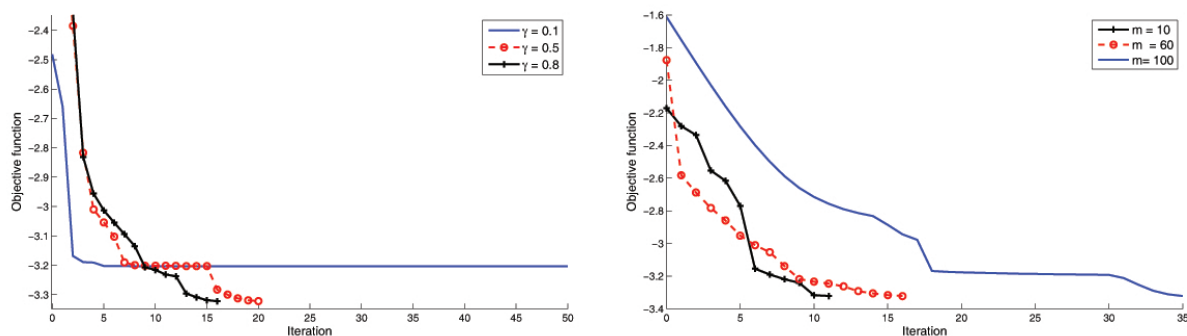 -2.4
-2.5
-2.6
-2.7
-2.8
-2.9
-3
-3.1
-3.2
-3.3
Objective function
0 5 10 15 20 25 30 35 40 45 50
Iteration
γ = 0.1
γ = 0.5
γ = 0.8
-1.6
-1.8
-2
-2.2
-2.4
-2.6
-2.8
-3
-3.2
-3.4
Objective function
0 5 10 15 20 25 30 35
Iteration
m = 10
m = 60
m= 100